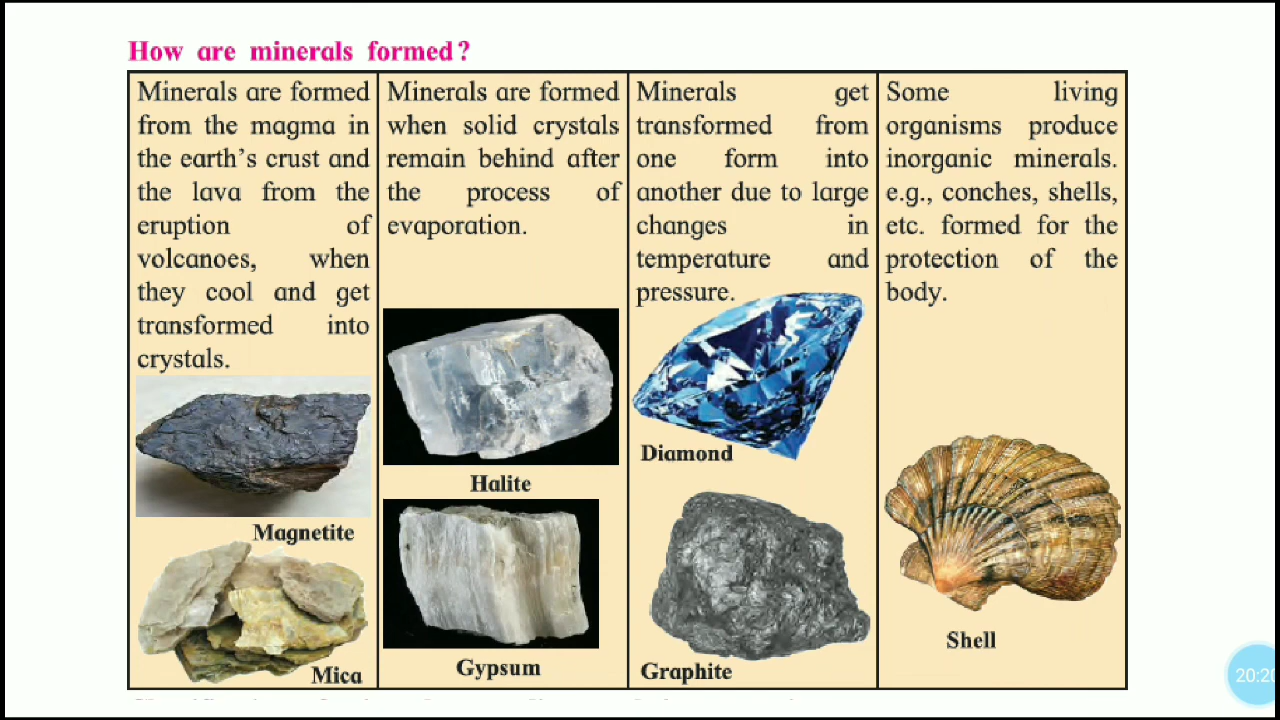 How are minerals formed?
Minerals are formed
from the magma in
the earth's crust and
the lava from the
eruption of
volcanoes, when
they cool and get
transformed into
crystals.
Magnetite
Mica
Minerals are formed
when solid crystals
remain behind after
the process of
evaporation.
Halite
Gypsum
Minerals get
transformed from
one form into
another due to large
changes in
temperature and
pressure.
Diamond
Graphite
Some living
organisms produce
inorganic minerals.
e.g., conches, shells,
etc. formed for the
protection of the
body.
Shell
20:20